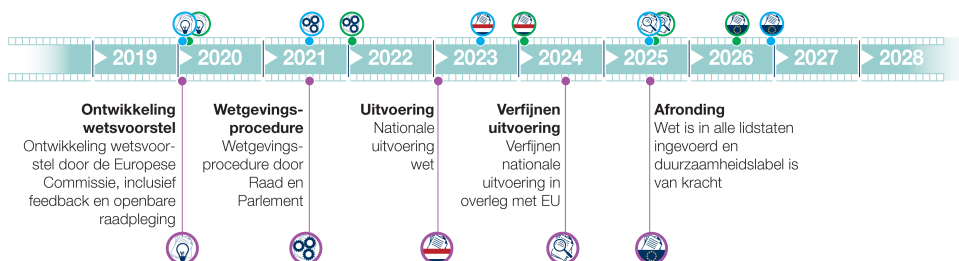 2019 2020 2021 2022 2023 2024 2025 2026 2027 2028
Ontwikkeling
wetsvoorstel
Ontwikkeling wetsvoor-
stel door de Europese
Commissie, inclusief
feedback en openbare
raadpleging
Wetgevings-
procedure
Wetgevings-
procedure door
Raad en
Parlement
Uitvoering
Nationale
uitvoering
wet
Verfijnen
uitvoering
Verfijnen
nationale
uitvoering in
overleg met EU
Afronding
Wet is in alle lidstaten
ingevoerd en
duurzaamheidslabel is
van kracht